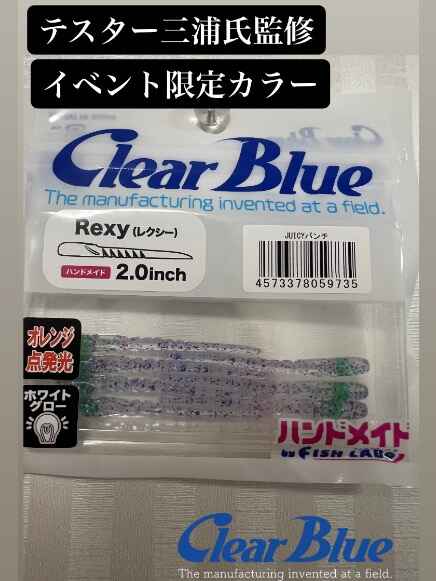 テスター三浦氏監修
イベント限定カラー
Clear Blue
The manufacturing invented at a field.
Rexy(レクシー)
ハンドメイド 2.0inch
JUICYパンチ
4573378059735
オレンジ
点発光
ホワイト
グロー
ハンドメイド
by FISH LABO
Clear Blue
The manufacturing invented at a field.